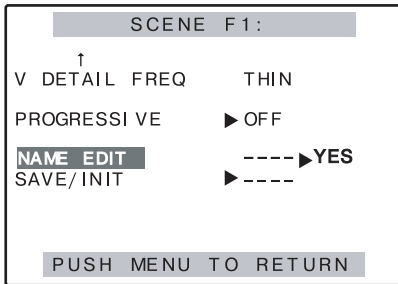 SCENE F1:
↑
V DETAIL FREQ THIN
PROGRESSIVE ▶OFF
NAME EDIT ----▶YES
SAVE/INIT ▶----
PUSH MENU TO RETURN